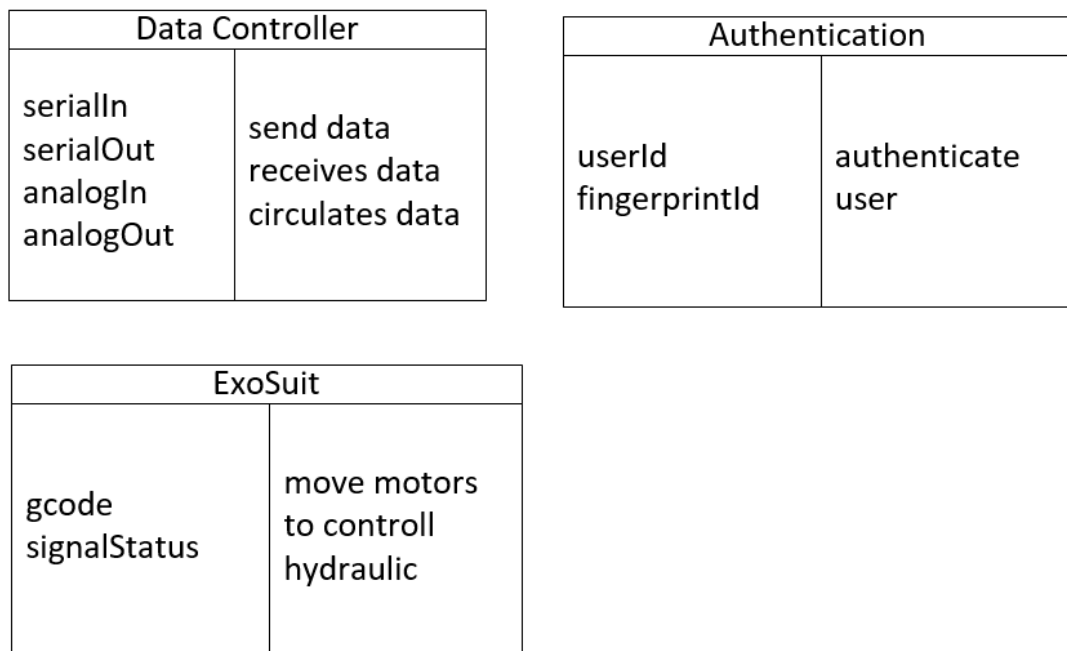 Data Controller
serialIn
serialOut
analogIn
analogOut
send data
receives data
circulates data
Authentication
userId
fingerprintId
authenticate
user
ExoSuit
gcode
signalStatus
move motors
to controll
hydraulic